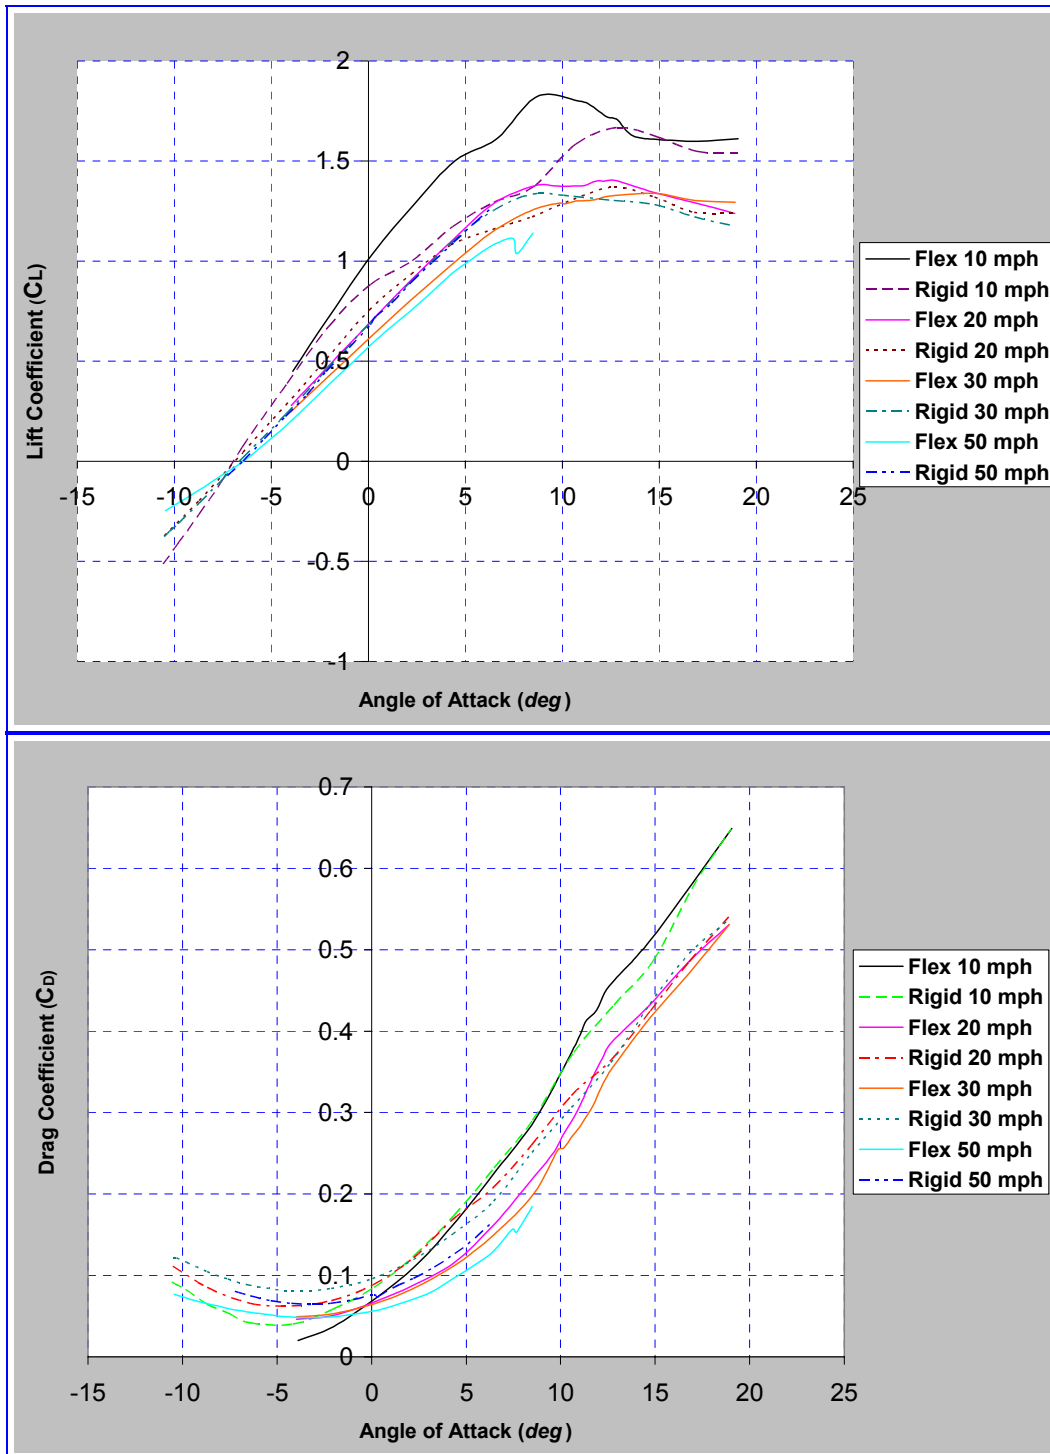 2
1.5
1
0.5
0
-0.5
-1
-15 -10 -5 0 5 10 15 20 25
Lift Coefficient (CL)
Angle of Attack (deg)
Flex 10 mph
Rigid 10 mph
Flex 20 mph
Rigid 20 mph
Flex 30 mph
Rigid 30 mph
Flex 50 mph
Rigid 50 mph
0.7
0.6
0.5
0.4
0.3
0.2
0.1
0
-15 -10 -5 0 5 10 15 20 25
Drag Coefficient (CD)
Angle of Attack (deg)
Flex 10 mph
Rigid 10 mph
Flex 20 mph
Rigid 20 mph
Flex 30 mph
Rigid 30 mph
Flex 50 mph
Rigid 50 mph